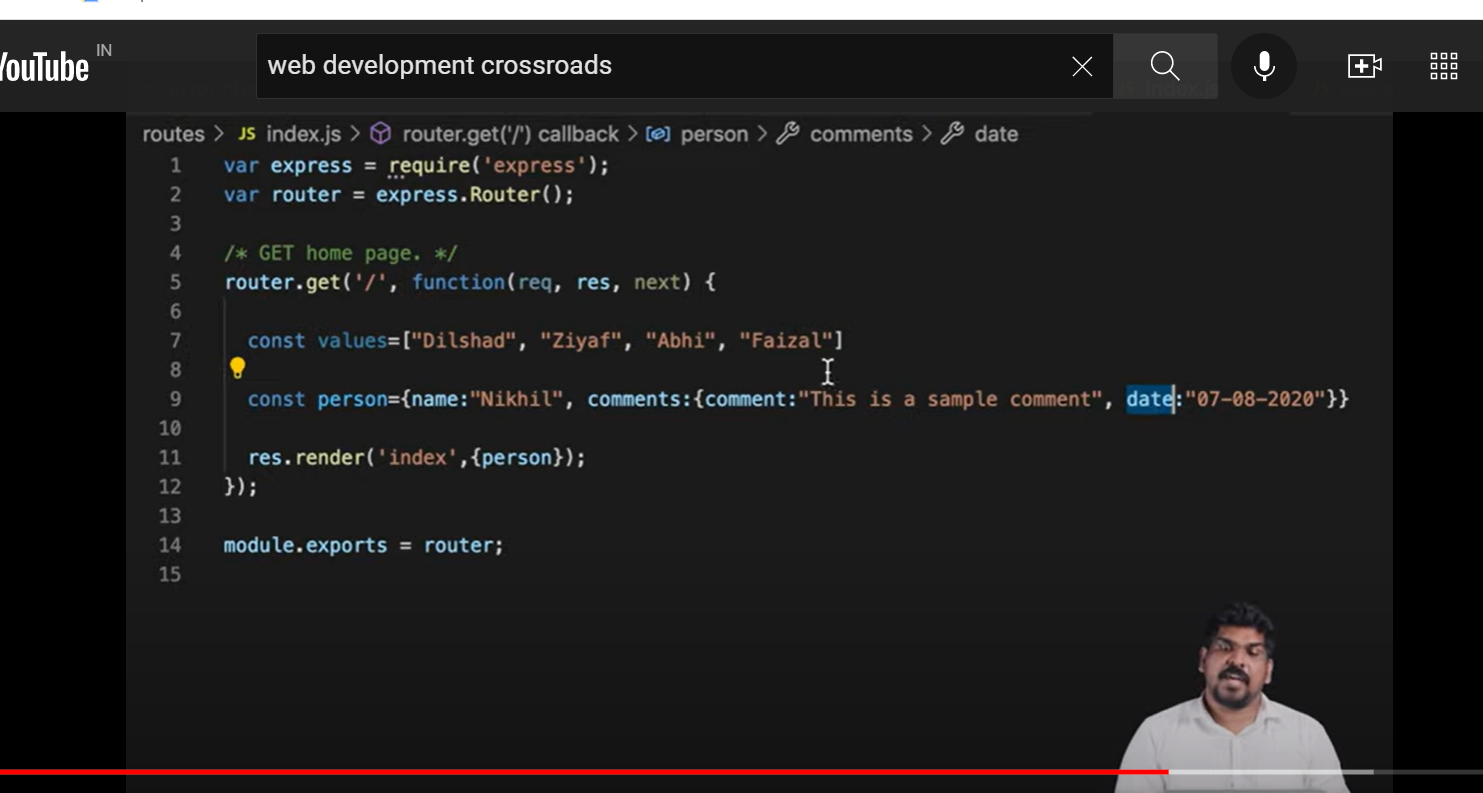 YouTube IN
web development crossroads
routes > JS index.js > router.get('/') callback > person > comments > date
1 var express = require('express');
2 var router = express.Router();
3
4 /* GET home page. */
5 router.get('/', function(req, res, next) {
6
7 const values=["Dilshad", "Ziyaf", "Abhi", "Faizal"]
8
9 const person={name:"Nikhil", comments:{comment:"This is a sample comment", date:"07-08-2020"}}
10
11 res.render('index',{person});
12 });
13
14 module.exports = router;
15